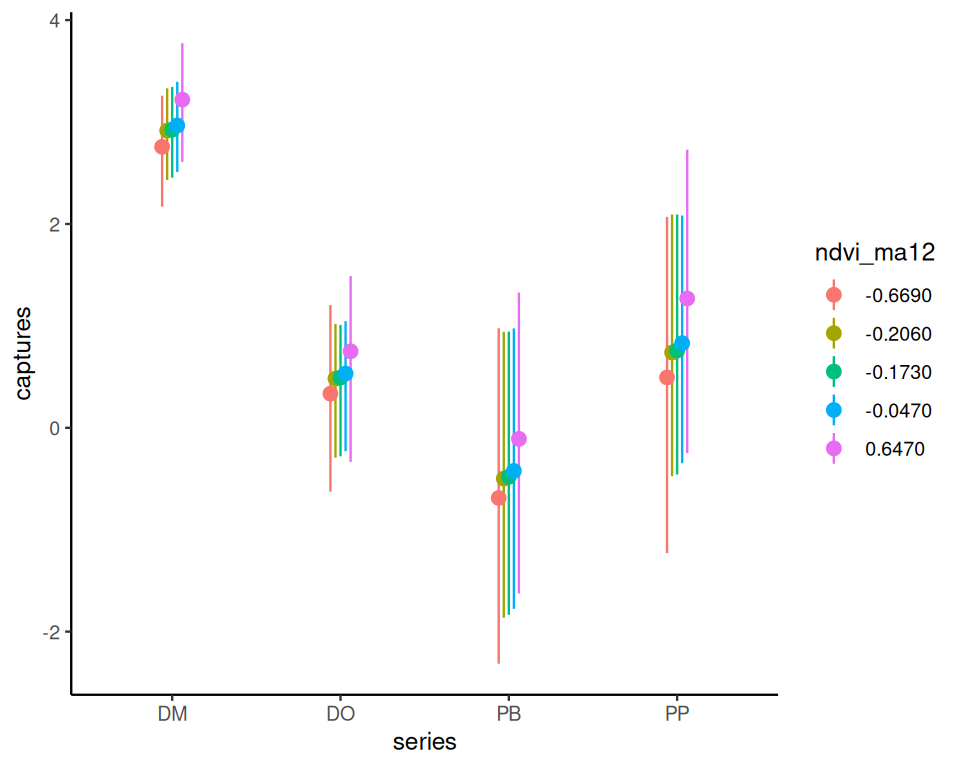 4
2
0
-2
captures
DM
DO
PB
PP
series
ndvi_ma12
-0.6690
-0.2060
-0.1730
-0.0470
0.6470